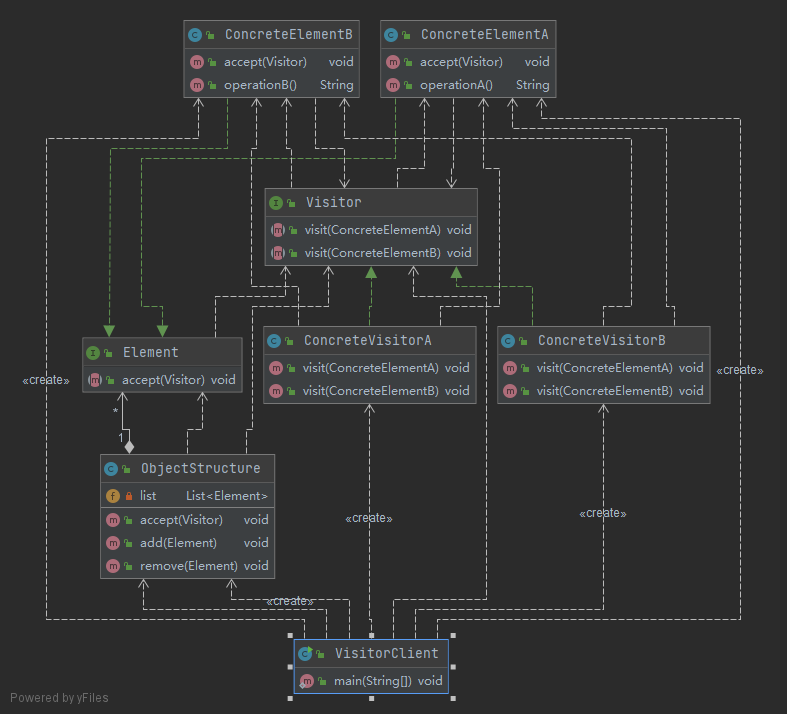 ConcreteElementB
accept(Visitor) void
operationB() String
ConcreteElementA
accept(Visitor) void
operationA() String
Visitor
visit(ConcreteElementA) void
visit(ConcreteElementB) void
Element
accept(Visitor) void
ConcreteVisitorA
visit(ConcreteElementA) void
visit(ConcreteElementB) void
ConcreteVisitorB
visit(ConcreteElementA) void
visit(ConcreteElementB) void
«create»
«create»
*
1
ObjectStructure
list List<Element>
accept(Visitor) void
add(Element) void
remove(Element) void
«create»
«create»
«create»
VisitorClient
main(String[]) void
Powered by yFiles